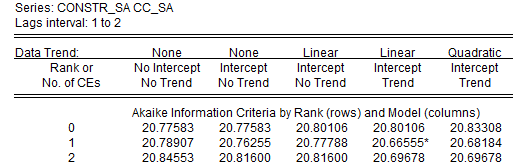 Series: CONSTR_SA CC_SA
Lags interval: 1 to 2
Data Trend: None None Linear Linear Quadratic
Rank or No Intercept Intercept Intercept Intercept Intercept
No. of CEs No Trend No Trend No Trend Trend Trend
Akaike Information Criteria by Rank (rows) and Model (columns)
0 20.77583 20.77583 20.80106 20.80106 20.83308
1 20.78907 20.76255 20.77788 20.66555* 20.68184
2 20.84553 20.81600 20.81600 20.69678 20.69678